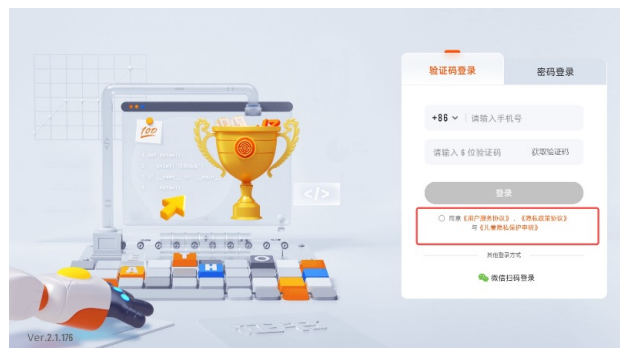 验证码登录
密码登录
+86 请输入手机号
请输入 6 位验证码 获取验证码
登录
同意《用户服务协议》、《隐私政策协议》
与《儿童隐私保护申明》
其他登录方式
微信扫码登录
100
</>
Ver.2.1.176